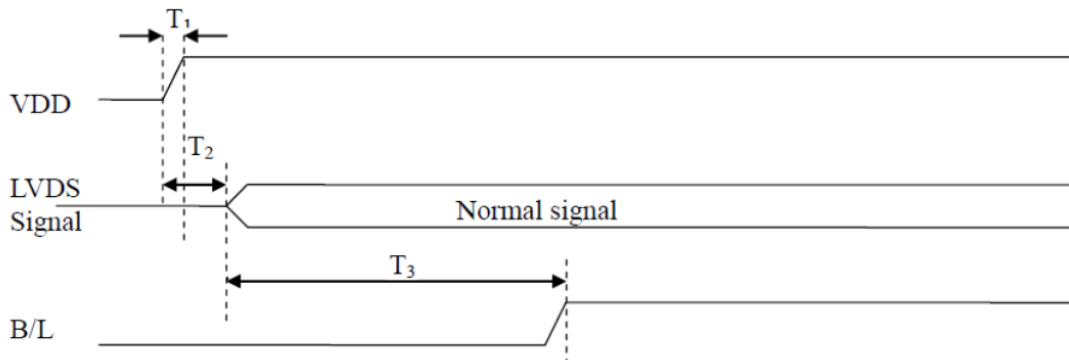 T₁
VDD
T₂
LVDS
Signal
Normal signal
T₃
B/L